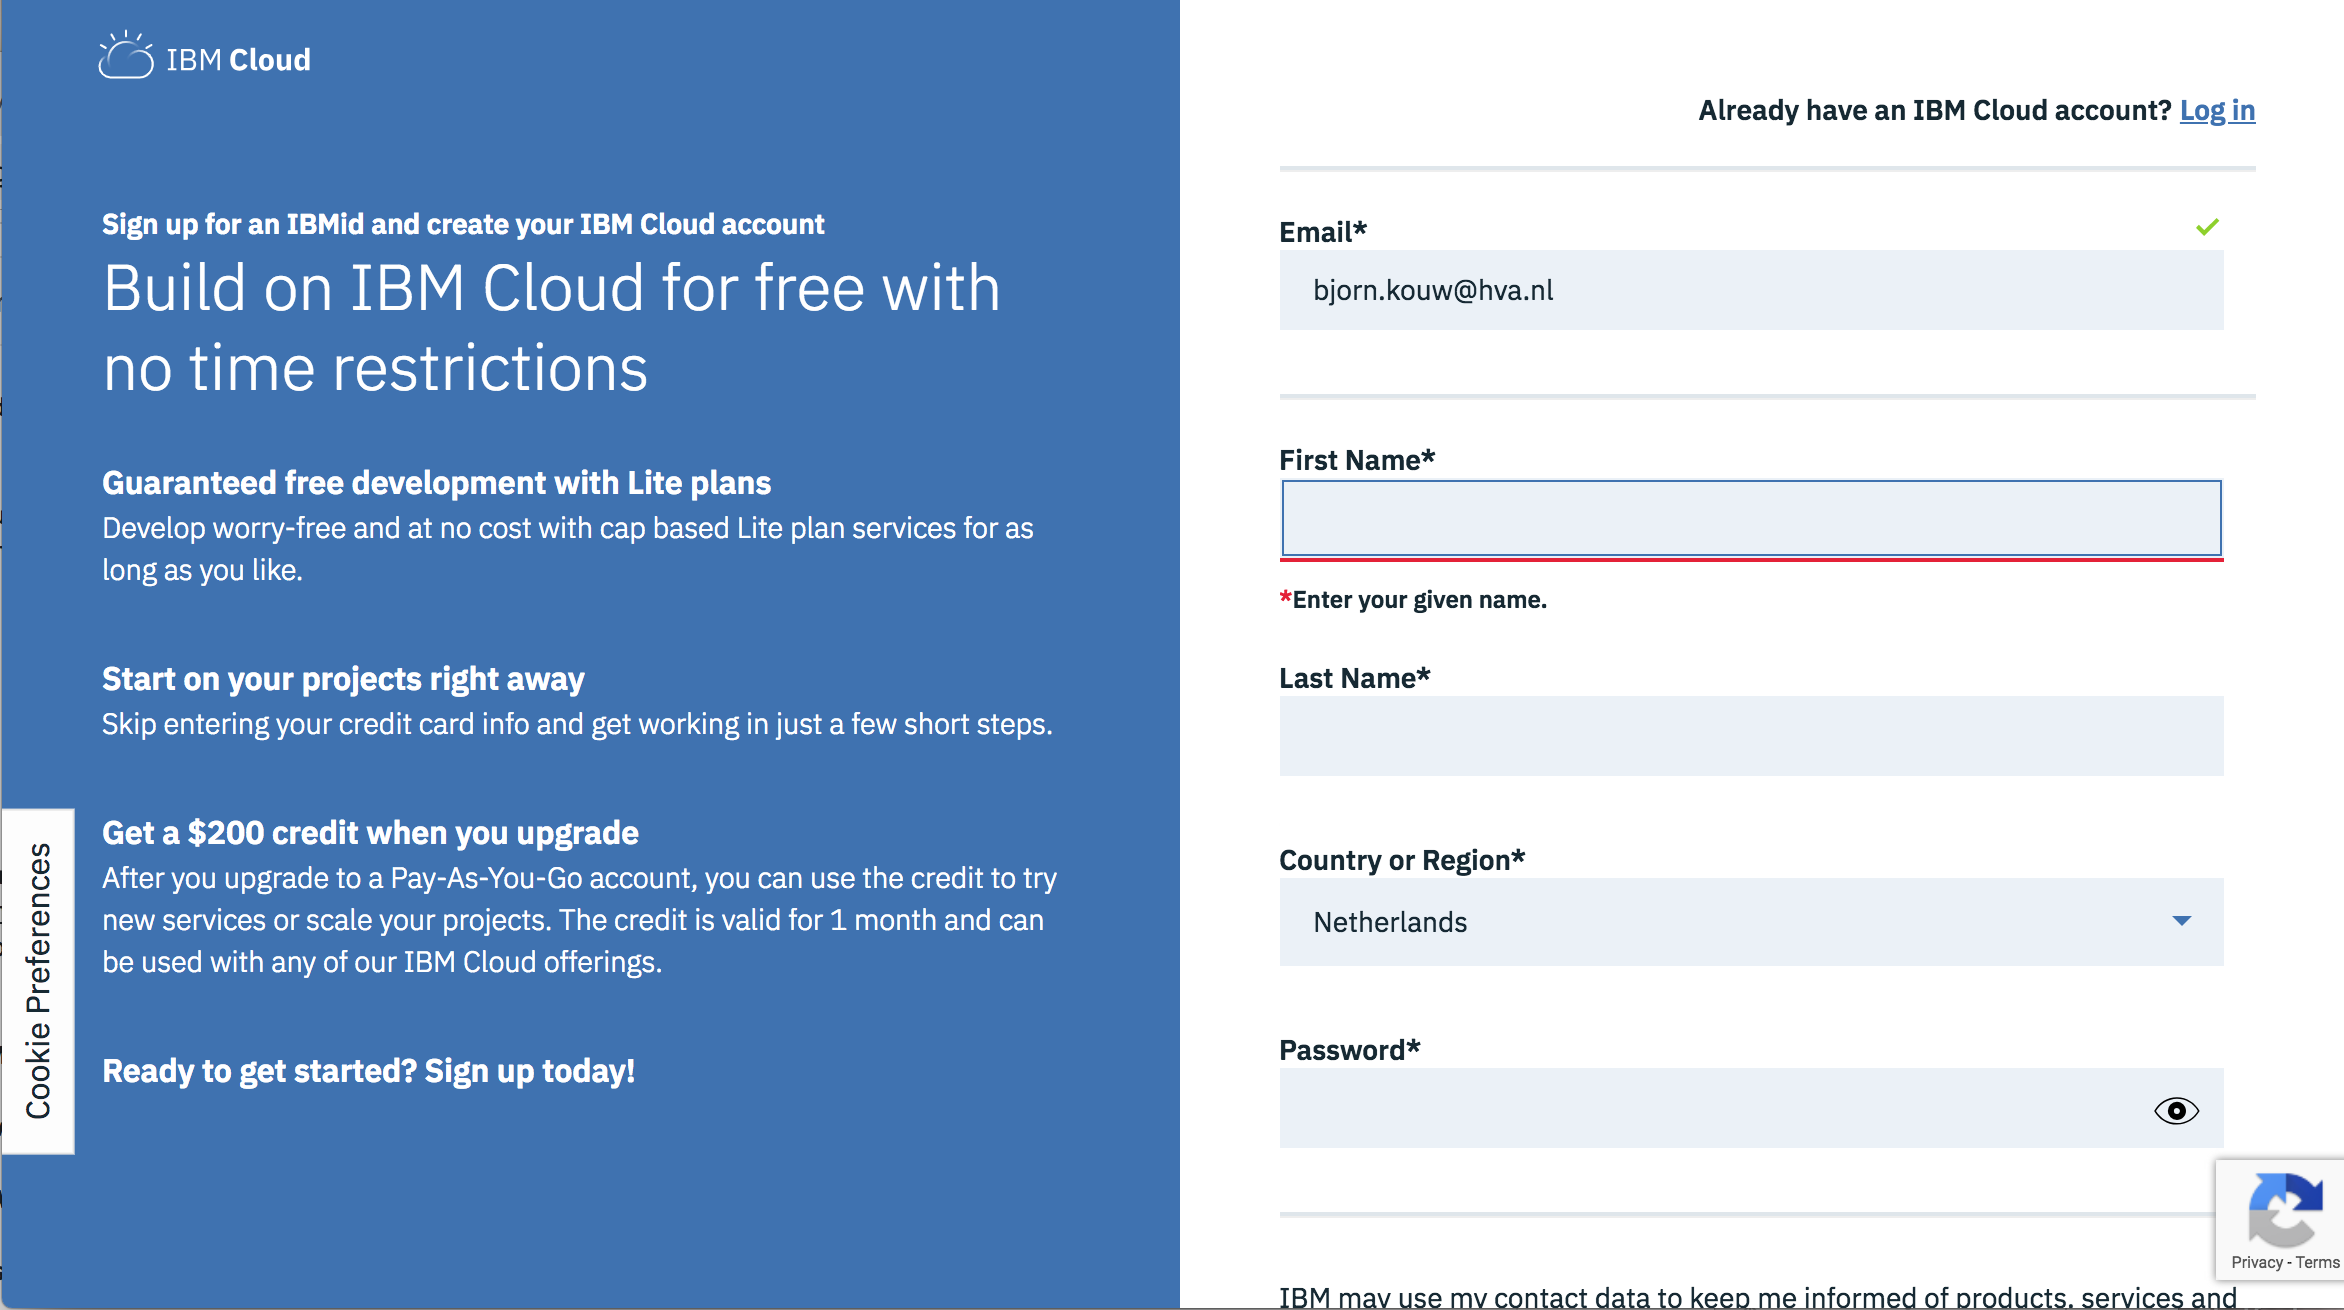 IBM Cloud
Sign up for an IBMid and create your IBM Cloud account
Build on IBM Cloud for free with
no time restrictions
Guaranteed free development with Lite plans
Develop worry-free and at no cost with cap based Lite plan services for as
long as you like.
Start on your projects right away
Skip entering your credit card info and get working in just a few short steps.
Get a $200 credit when you upgrade
After you upgrade to a Pay-As-You-Go account, you can use the credit to try
new services or scale your projects. The credit is valid for 1 month and can
be used with any of our IBM Cloud offerings.
Ready to get started? Sign up today!
Cookie Preferences
Already have an IBM Cloud account? Log in
Email*
bjorn.kouw@hva.nl
First Name*
*Enter your given name.
Last Name*
Country or Region*
Netherlands
Password*
Privacy - Terms
IBM may use my contact data to keep me informed of products, services and